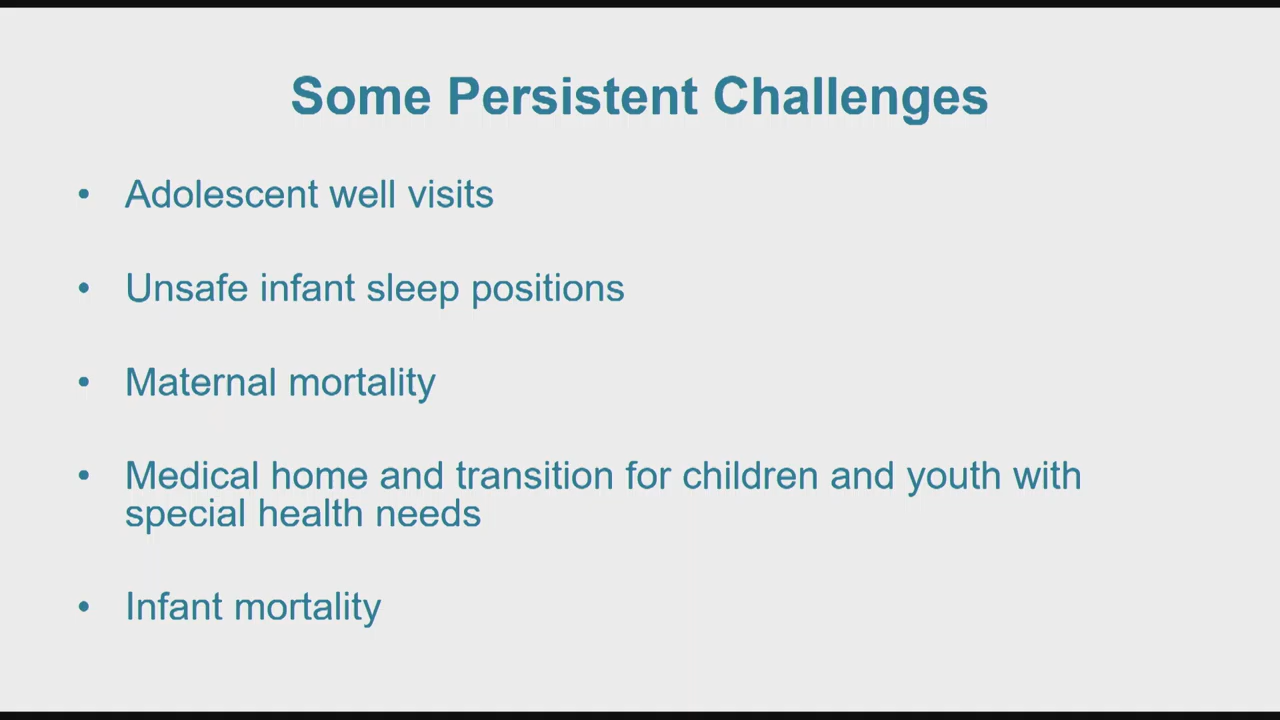 Some Persistent Challenges
• Adolescent well visits
• Unsafe infant sleep positions
• Maternal mortality
• Medical home and transition for children and youth with
special health needs
• Infant mortality